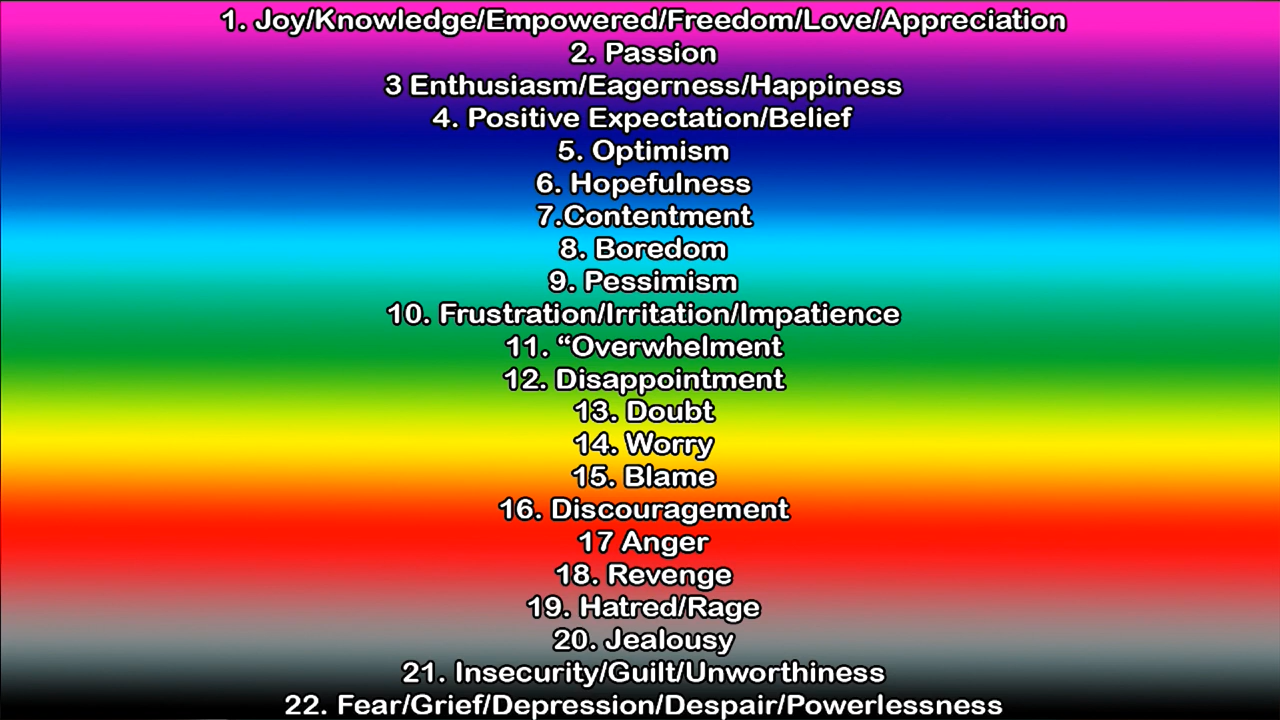 1. Joy/Knowledge/Empowered/Freedom/Love/Appreciation
2. Passion
3 Enthusiasm/Eagerness/Happiness
4. Positive Expectation/Belief
5. Optimism
6. Hopefulness
7.Contentment
8. Boredom
9. Pessimism
10. Frustration/Irritation/Impatience
11. “Overwhelment
12. Disappointment
13. Doubt
14. Worry
15. Blame
16. Discouragement
17 Anger
18. Revenge
19. Hatred/Rage
20. Jealousy
21. Insecurity/Guilt/Unworthiness
22. Fear/Grief/Depression/Despair/Powerlessness